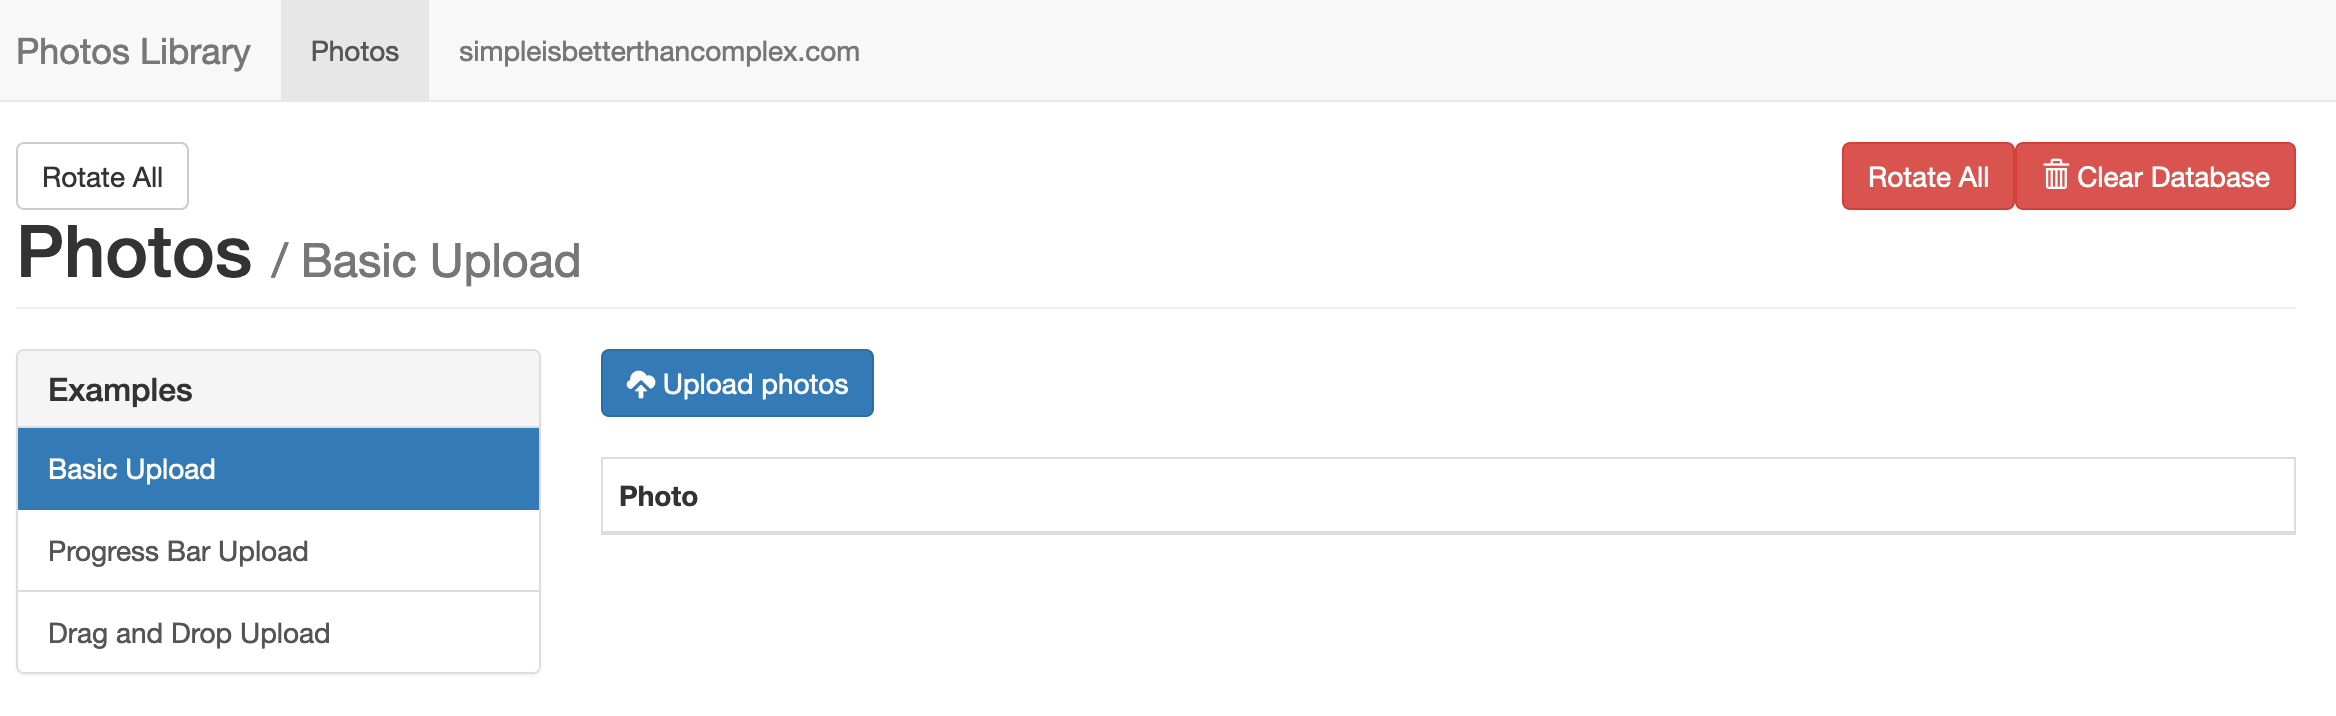 Photos Library Photos simpleisbetterthancomplex.com
Rotate All Rotate All Clear Database
Photos / Basic Upload
Examples
Basic Upload
Progress Bar Upload
Drag and Drop Upload
Upload photos
Photo